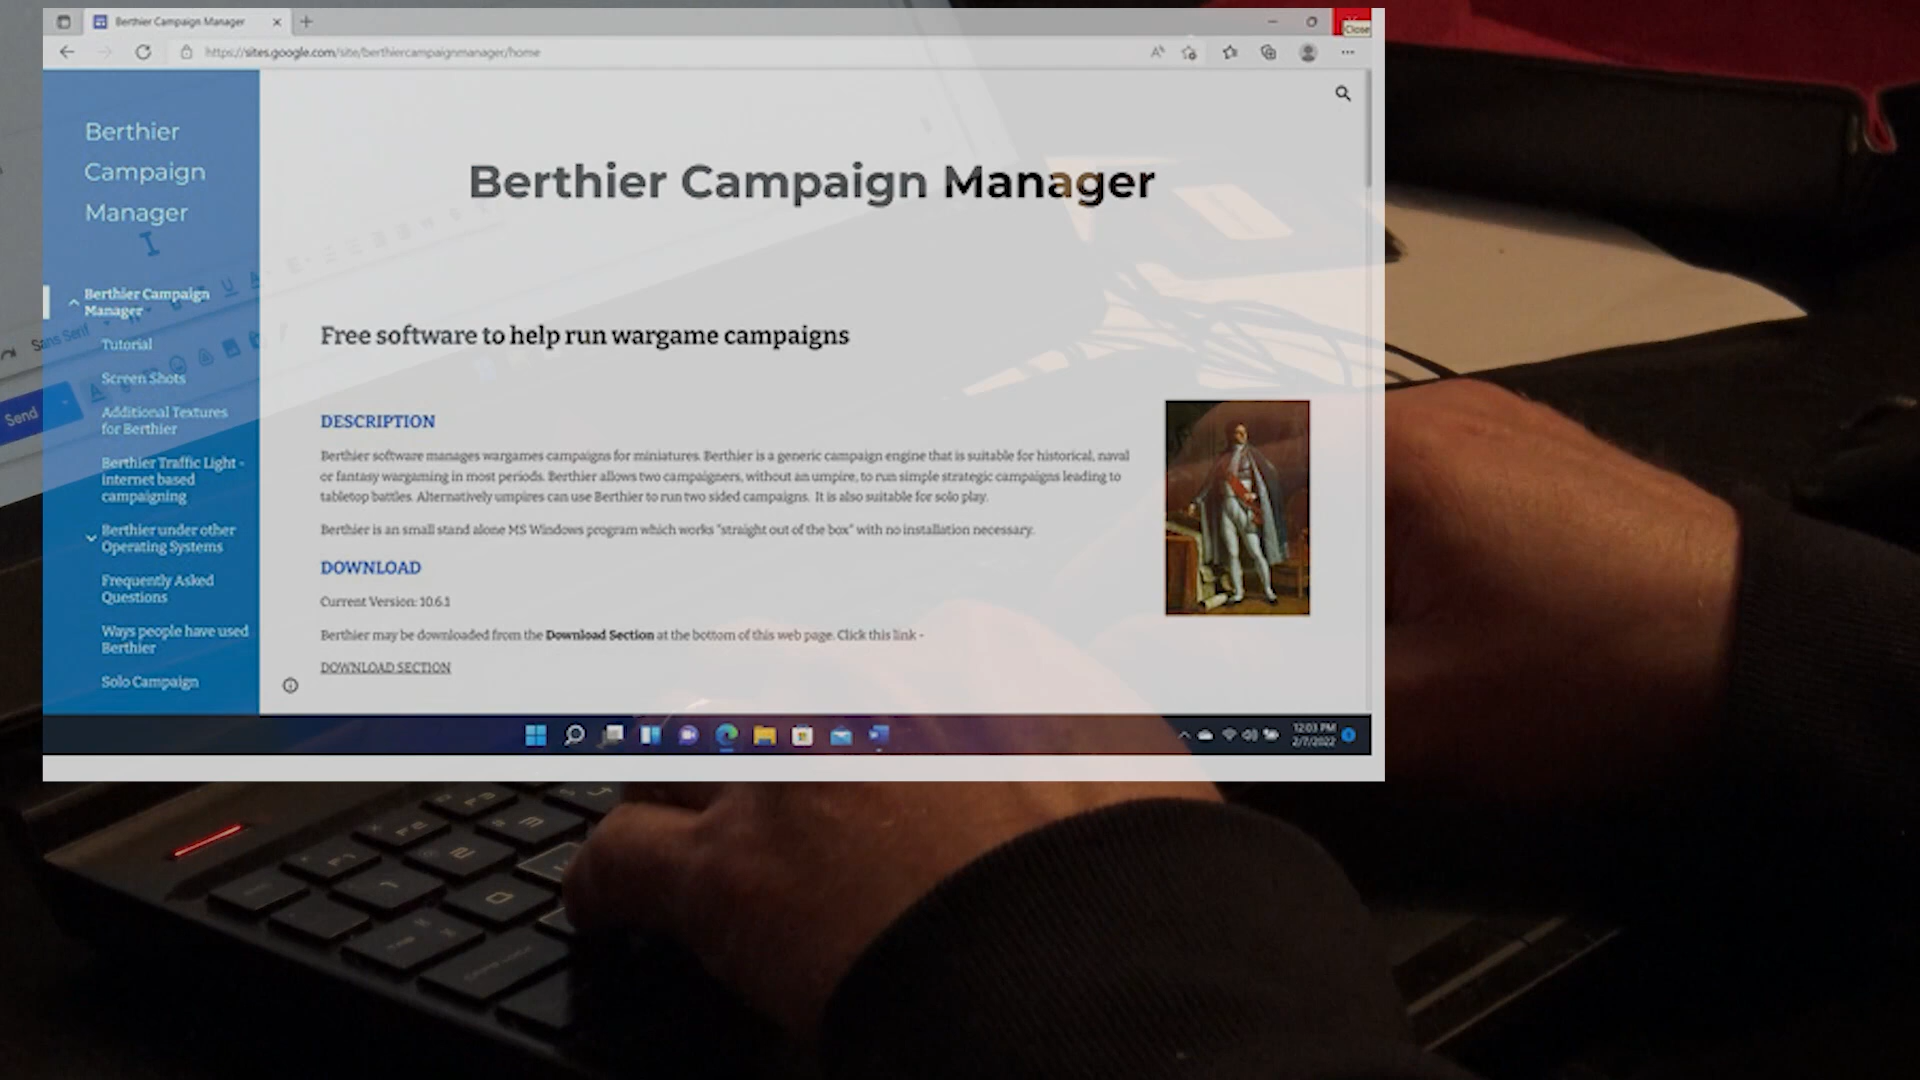 Berthier Campaign Manager
Close
https://sites.google.com/site/berthiercampaignmanager/home
Berthier
Campaign
Manager
Berthier Campaign Manager
Free software to help run wargame campaigns
Berthier Campaign
Manager
Tutorial
Screen Shots
Additional Textures
for Berthier
Berthier Traffic Light -
internet based
campaigning
Berthier under other
Operating Systems
Frequently Asked
Questions
Ways people have used
Berthier
Solo Campaign
Sans Serif
Send
DESCRIPTION
Berthier software manages wargames campaigns for miniatures. Berthier is a generic campaign engine that is suitable for historical, naval
or fantasy wargaming in most periods. Berthier allows two campaigners, without an umpire, to run simple strategic campaigns leading to
tabletop battles. Alternatively umpires can use Berthier to run two sided campaigns. It is also suitable for solo play.
Berthier is an small stand alone MS Windows program which works "straight out of the box" with no installation necessary.
DOWNLOAD
Current Version: 10.6.1
Berthier may be downloaded from the Download Section at the bottom of this web page. Click this link -
DOWNLOAD SECTION
12:03 PM
2/7/2022